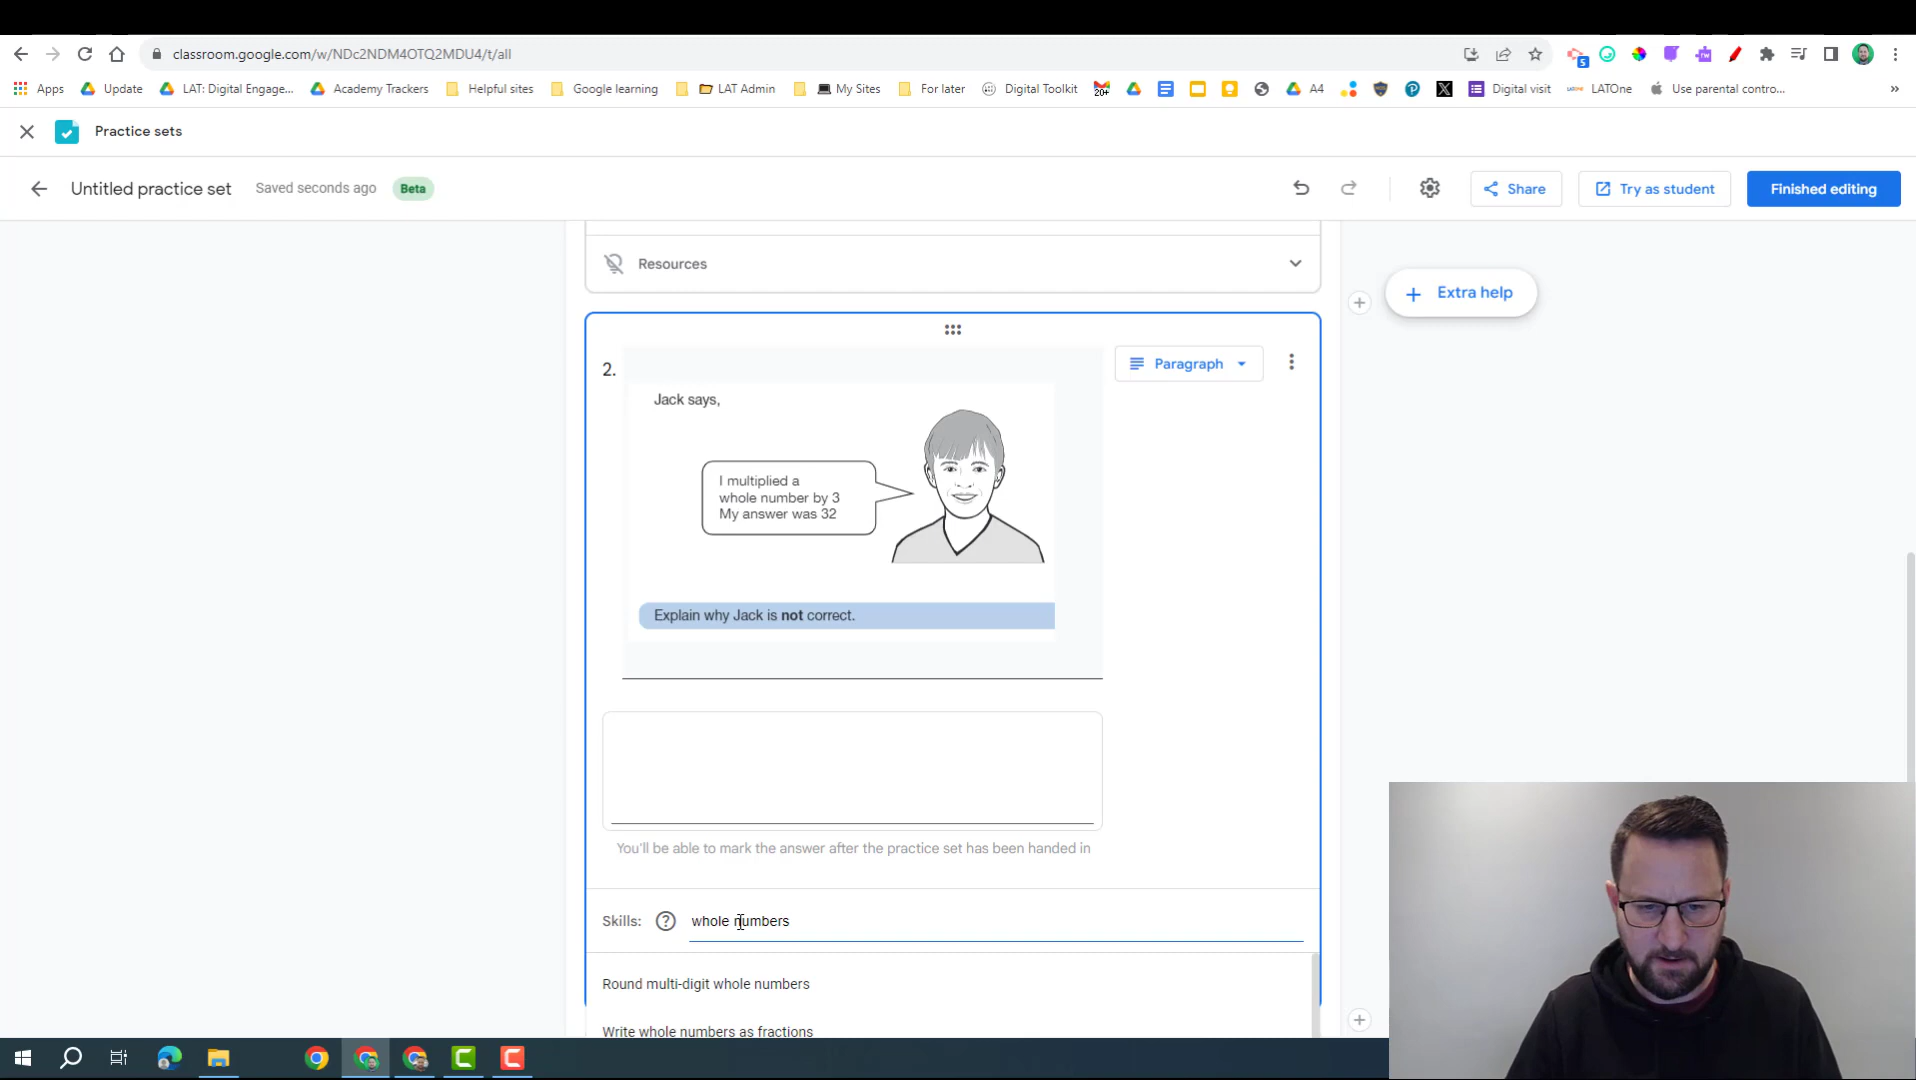 classroom.google.com/w/NDc2NDM4OTQ2MDU4/t/all
5
Apps Update LAT: Digital Engage... Academy Trackers Helpful sites Google learning LAT Admin My Sites For later Digital Toolkit 20+ A4 Digital visit LATOne Use parental contro... »
Practice sets
Untitled practice set Saved seconds ago Beta Share Try as student Finished editing
Resources
Extra help
2. Paragraph
Jack says,
I multiplied a
whole number by 3
My answer was 32
Explain why Jack is not correct.
You'll be able to mark the answer after the practice set has been handed in
Skills: ? whole numbers
Round multi-digit whole numbers
Write whole numbers as fractions